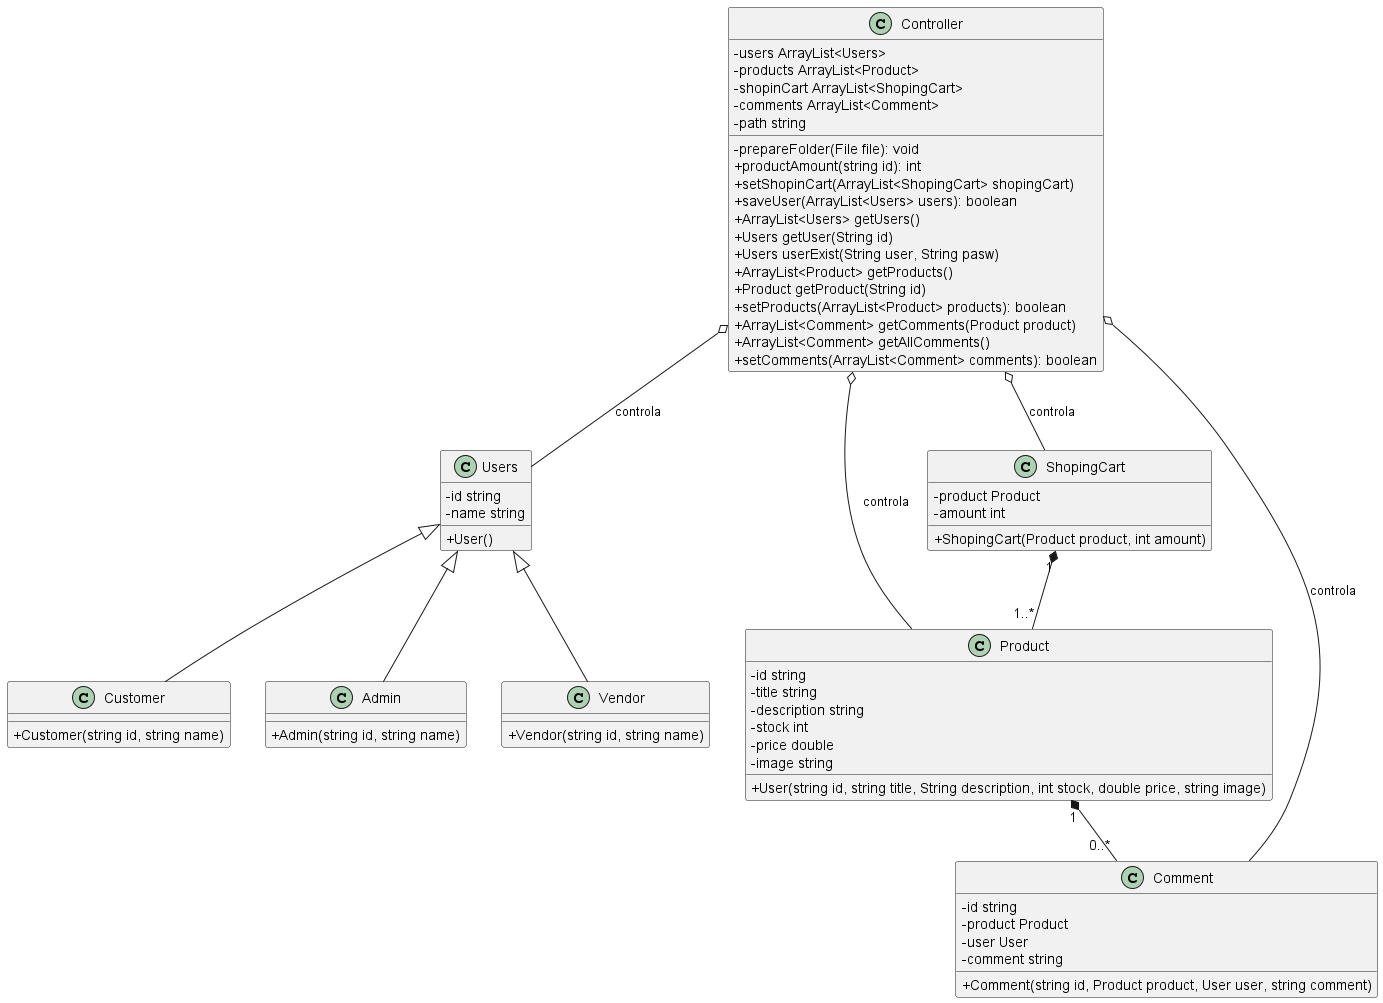 C Controller
-users ArrayList<Users>
-products ArrayList<Product>
-shopinCart ArrayList<ShopingCart>
-comments ArrayList<Comment>
-path string
-prepareFolder(File file): void
+productAmount(string id): int
+setShopinCart(ArrayList<ShopingCart> shopingCart)
+saveUser(ArrayList<Users> users): boolean
+ArrayList<Users> getUsers()
+Users getUser(String id)
+Users userExist(String user, String pasw)
+ArrayList<Product> getProducts()
+Product getProduct(String id)
+setProducts(ArrayList<Product> products): boolean
+ArrayList<Comment> getComments(Product product)
+ArrayList<Comment> getAllComments()
+setComments(ArrayList<Comment> comments): boolean
controla
controla
controla
controla
C Users
-id string
-name string
+User()
C ShopingCart
-product Product
-amount int
+ShopingCart(Product product, int amount)
1
1..*
C Customer
+Customer(string id, string name)
C Admin
+Admin(string id, string name)
C Vendor
+Vendor(string id, string name)
C Product
-id string
-title string
-description string
-stock int
-price double
-image string
+User(string id, string title, String description, int stock, double price, string image)
1
0..*
C Comment
-id string
-product Product
-user User
-comment string
+Comment(string id, Product product, User user, string comment)